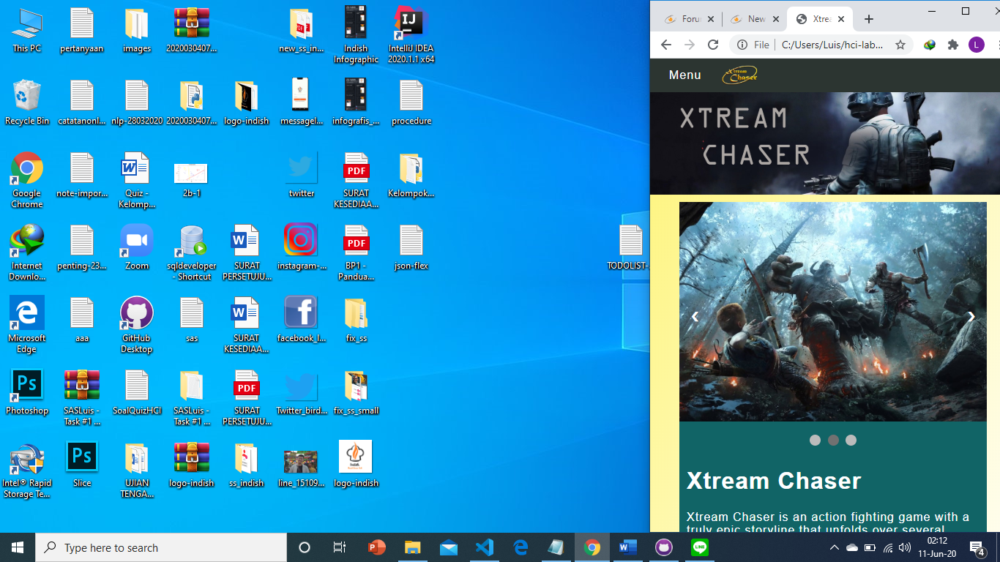 This PC
pertanyaan
images
2020030407...
new_ss_in...
Indish
Infographic
IntelliJ IDEA
2020.1.1 x64
Recycle Bin
catatanonl...
nlp-28032020
2020030407...
logo-indish
messagel...
infografis_...
procedure
Google
Chrome
note-impor...
Quiz -
Kelomp...
2b-1
twitter
SURAT
KESEDIAA...
Kelompok...
Internet
Downlo...
penting-23...
Zoom
sqldeveloper
- Shortcut
SURAT
PERSETUJU...
instagram-...
BP1 -
Pandua...
json-flex
TODOLIST-
Microsoft
Edge
aaa
GitHub
Desktop
sas
SURAT
KESEDIAA...
facebook_l...
fix_ss
Photoshop
SASLuis -
Task #1 ...
SoalQuizHCI
SASLuis -
Task #1 ...
SURAT
PERSETUJU...
Twitter_bird...
fix_ss_small
Intel® Rapid
Storage Te...
Slice
UJIAN
TENGA...
logo-indish
ss_indish
line_15109...
logo-indish
Foru
New
Xtrea
File
C:/Users/Luis/hci-lab...
L
Menu
Xtream
Chaser
XTREAM
CHASER
Xtream Chaser
Xtream Chaser is an action fighting game with a
truly epic storyline that unfolds over several
Type here to search
02:12
11-Jun-20
4